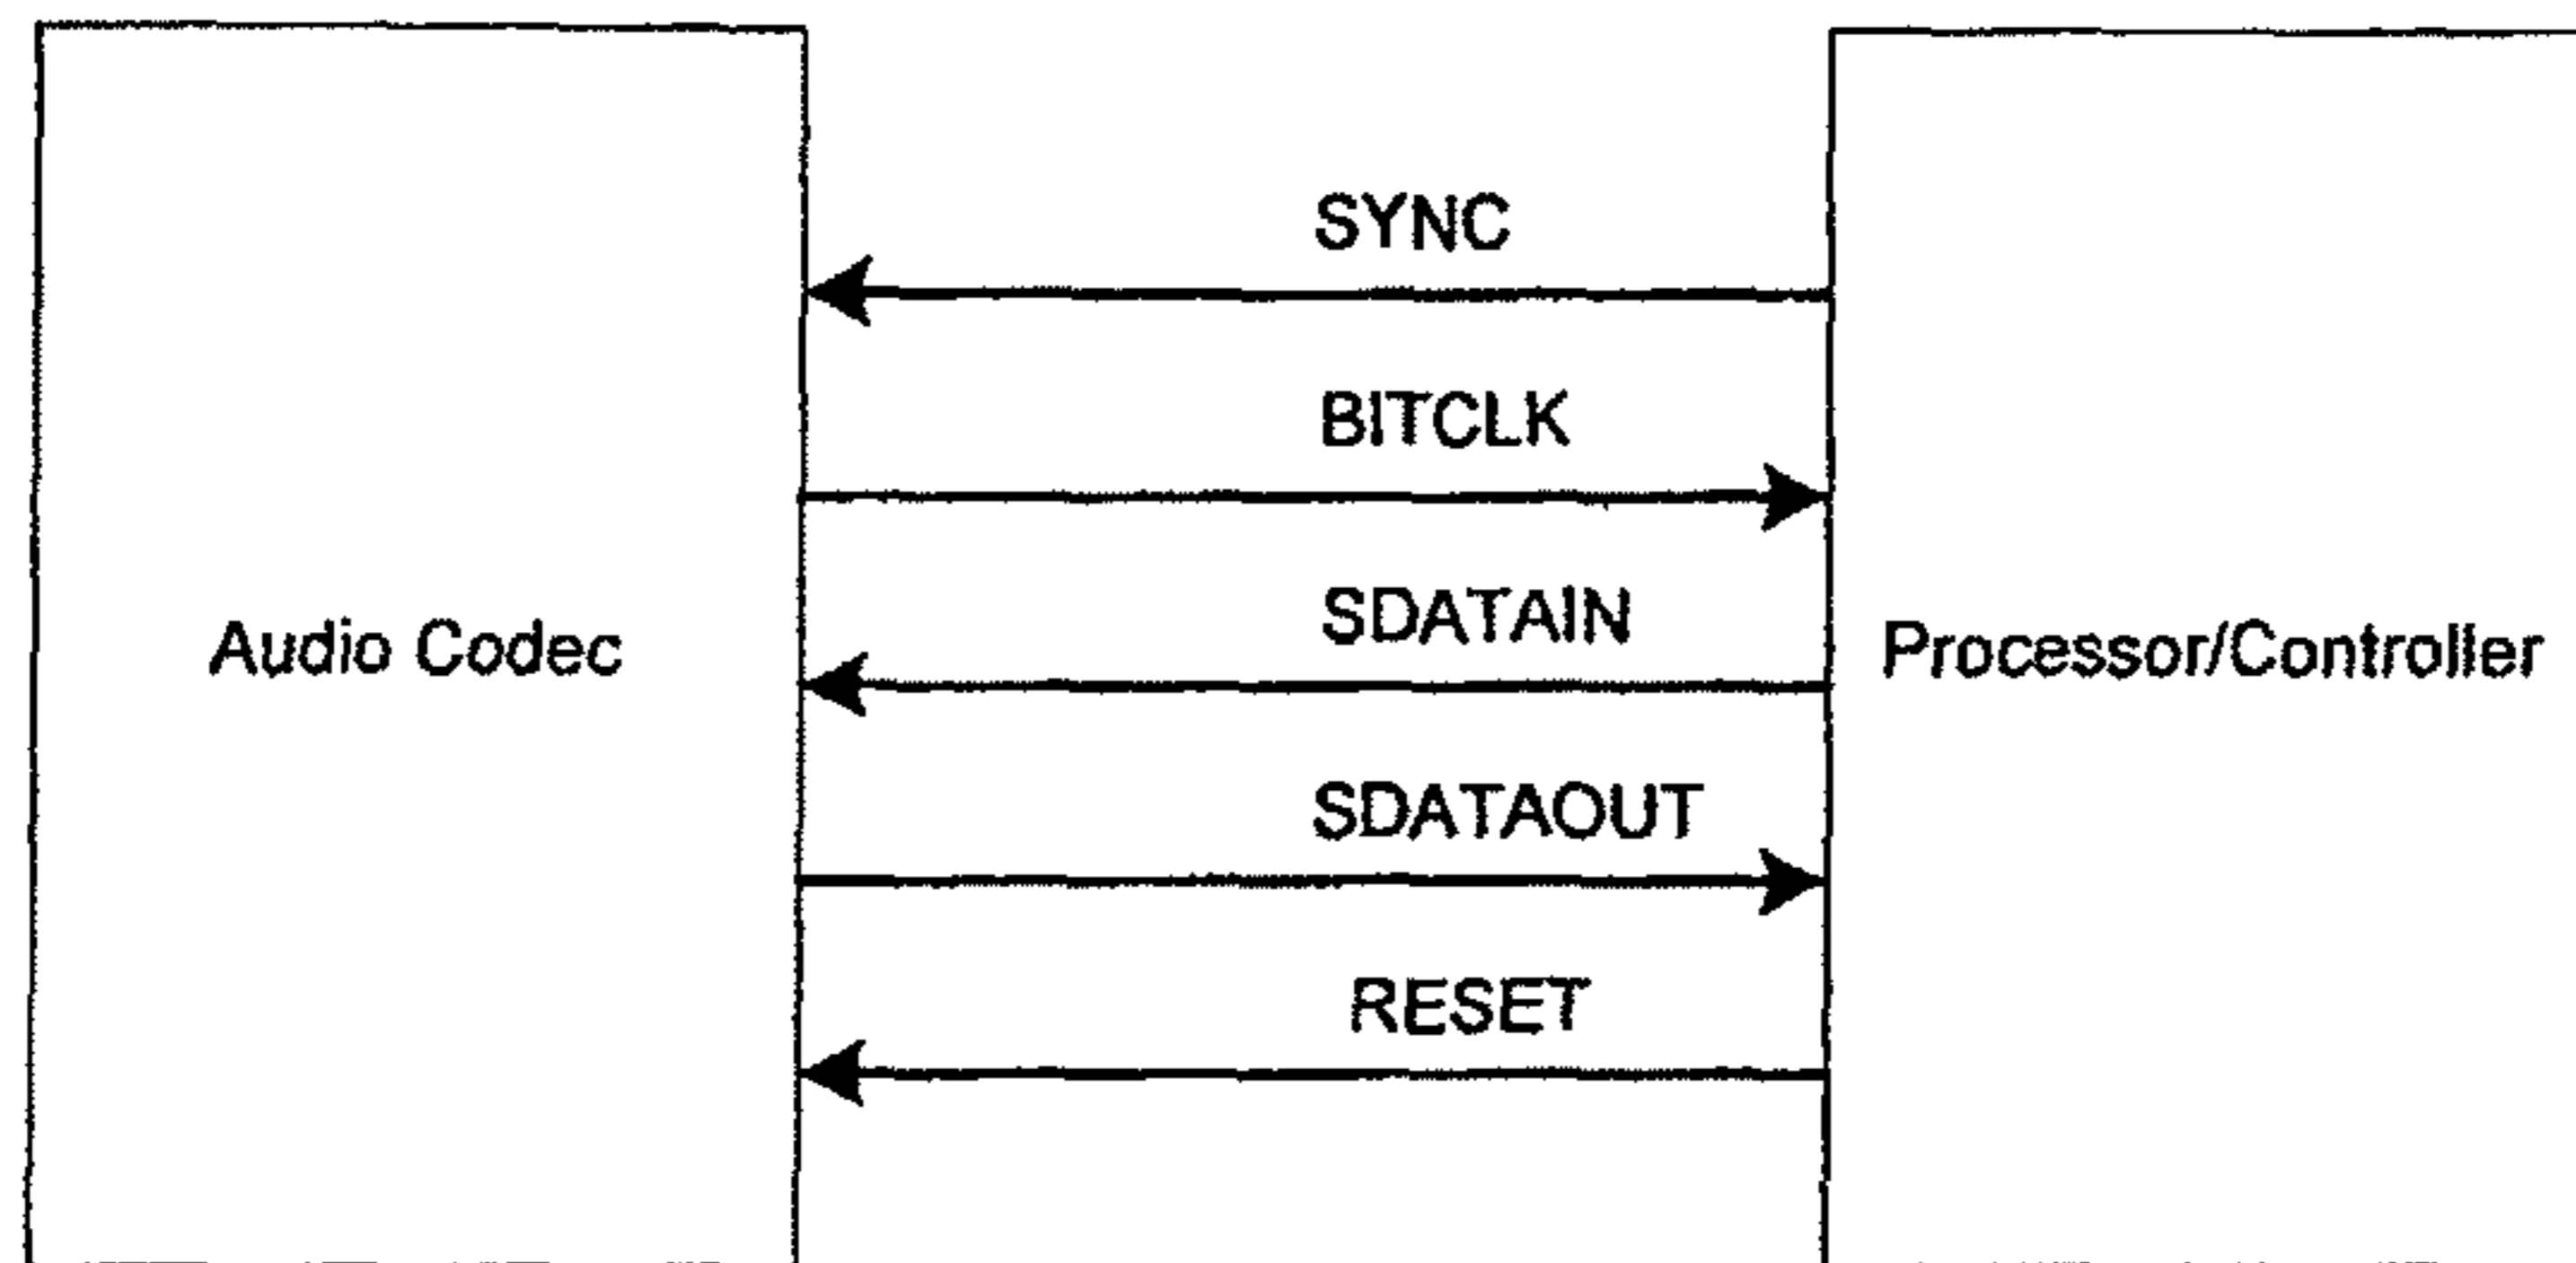 SYNC
BITCLK
SDATAIN
Audio Codec
Processor/Controller
SDATAOUT
RESET